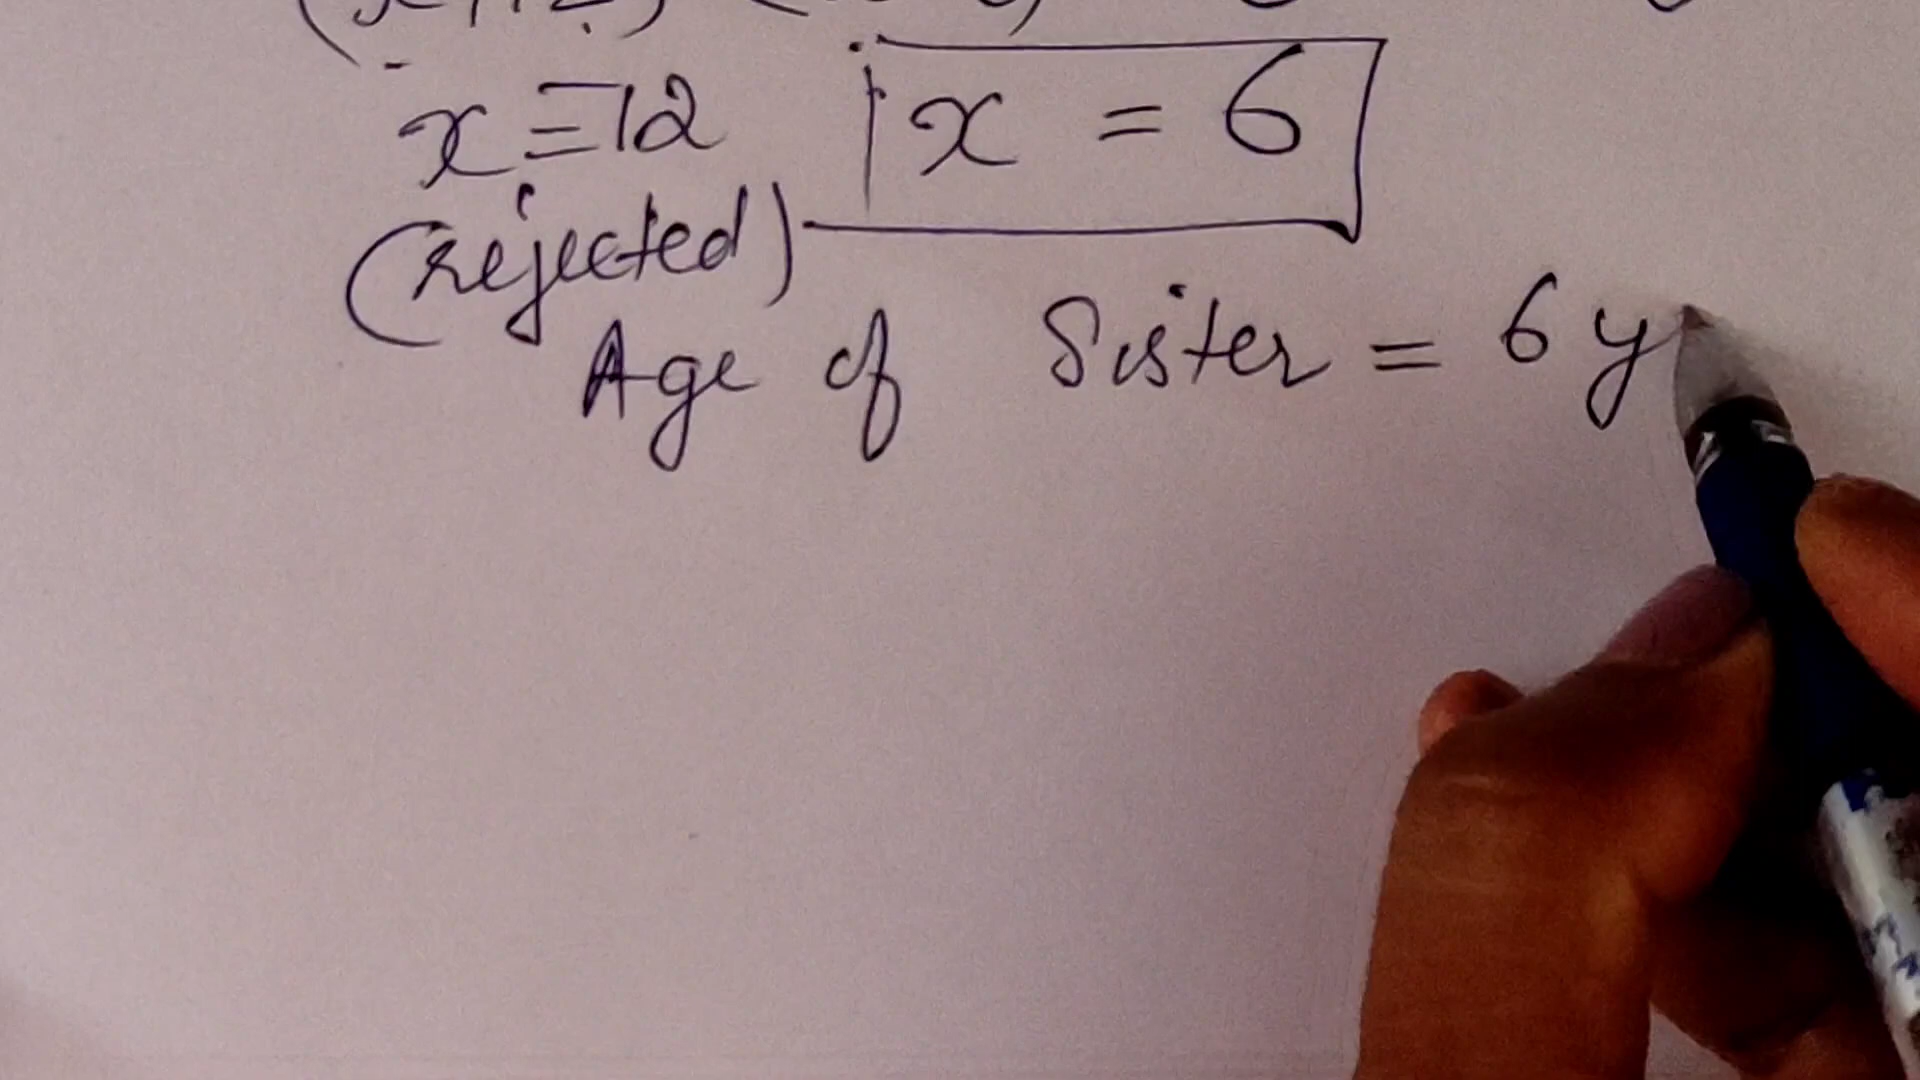 x = -12 x = 6
(rejected)
Age of Sister = 6 y